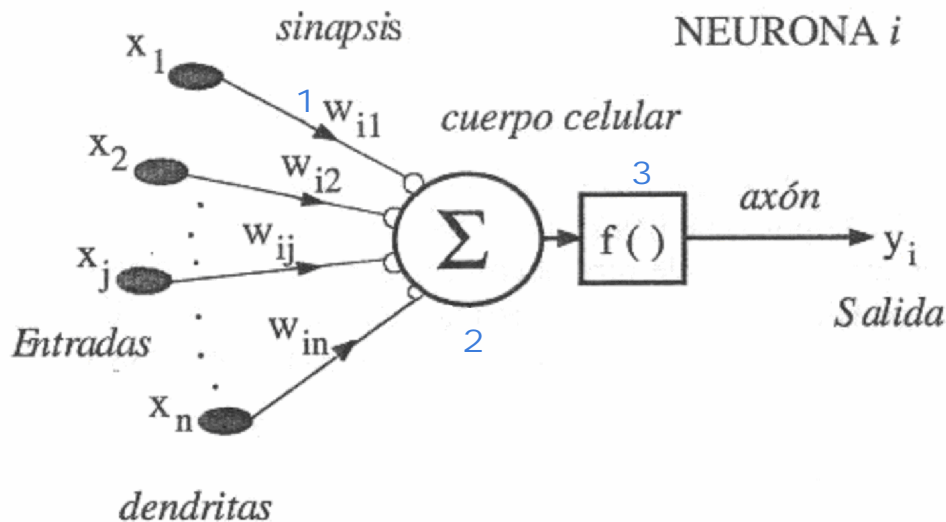 sinapsis
NEURONA i
x1
1
wi1
cuerpo celular
x2
wi2
3
axón
xj
wij
Σ
f ( )
yi
Entradas
win
2
Salida
xn
dendritas